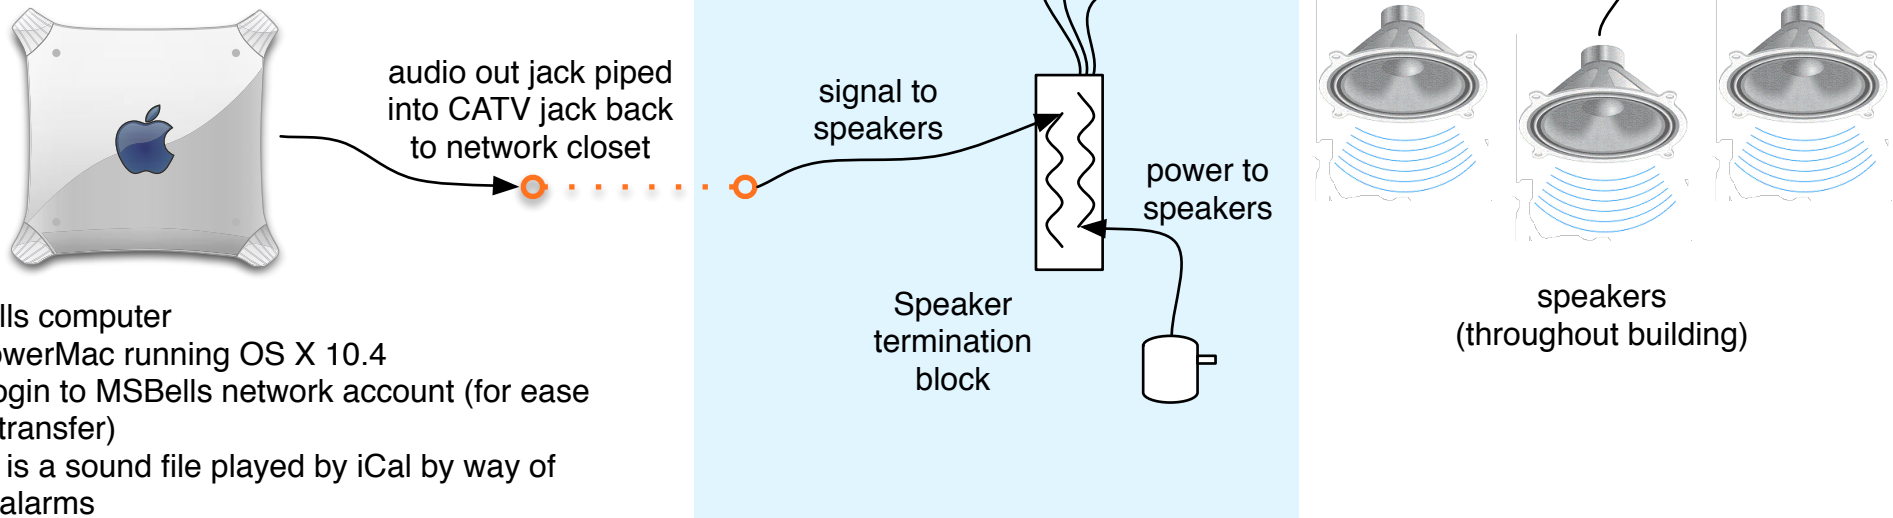 audio out jack piped
into CATV jack back
to network closet
signal to
speakers
power to
speakers
Speaker
termination
block
speakers
(throughout building)
lls computer
owerMac running OS X 10.4
ogin to MSBells network account (for ease
transfer)
is a sound file played by iCal by way of
alarms